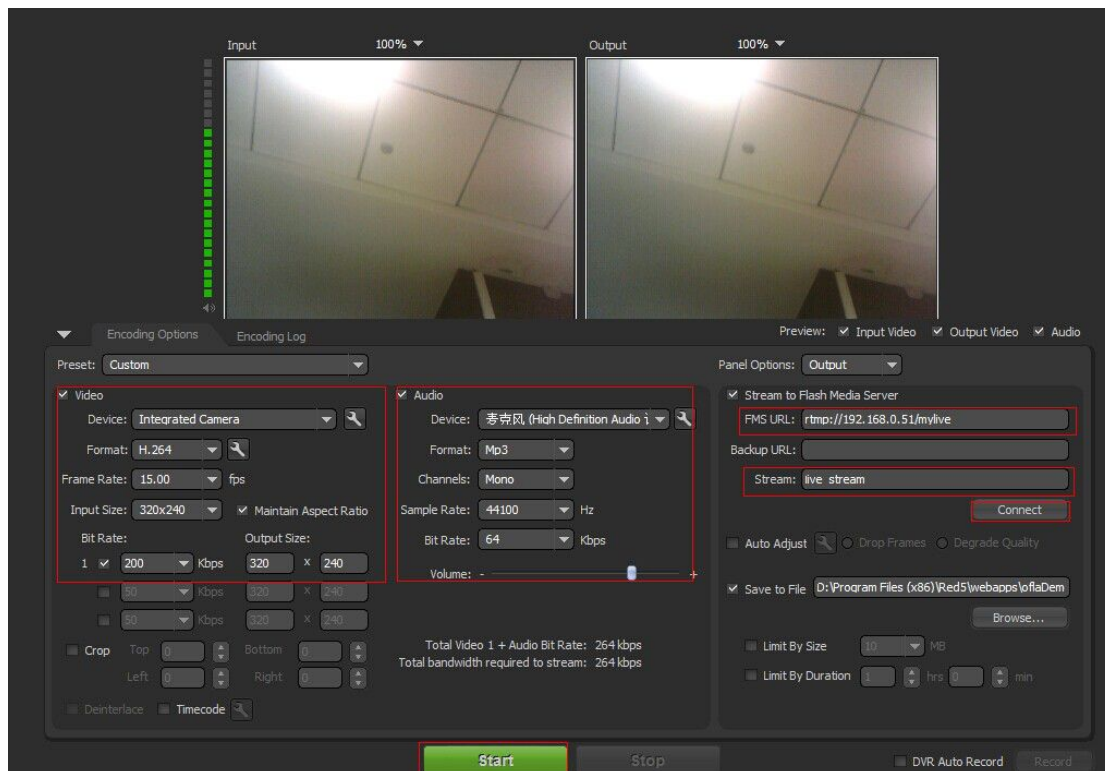 Input 100% Output 100%
Encoding Options Encoding Log Preview: Input Video Output Video Audio
Preset: Custom Panel Options: Output
Video
Device: Integrated Camera
Format: H.264
Frame Rate: 15.00 fps
Input Size: 320x240 Maintain Aspect Ratio
Bit Rate: Output Size:
1 200 Kbps 320 x 240
50 Kbps 320 x 240
50 Kbps 320 x 240
Crop Top 0 Bottom 0
Left 0 Right 0
Deinterlace Timecode
Audio
Device: 麦克风 (High Definition Audio
Format: Mp3
Channels: Mono
Sample Rate: 44100 Hz
Bit Rate: 64 Kbps
Volume: - +
Total Video 1 + Audio Bit Rate: 264 kbps
Total bandwidth required to stream: 264 kbps
Stream to Flash Media Server
FMS URL: rtmp://192.168.0.51/mylive
Backup URL:
Stream: live stream
Connect
Auto Adjust Drop Frames Degrade Quality
Save to File D:\Program Files (x86)\Red5\webapps\oflaDem
Browse...
Limit By Size 10 MB
Limit By Duration 1 hrs 0 min
Start Stop
DVR Auto Record Record